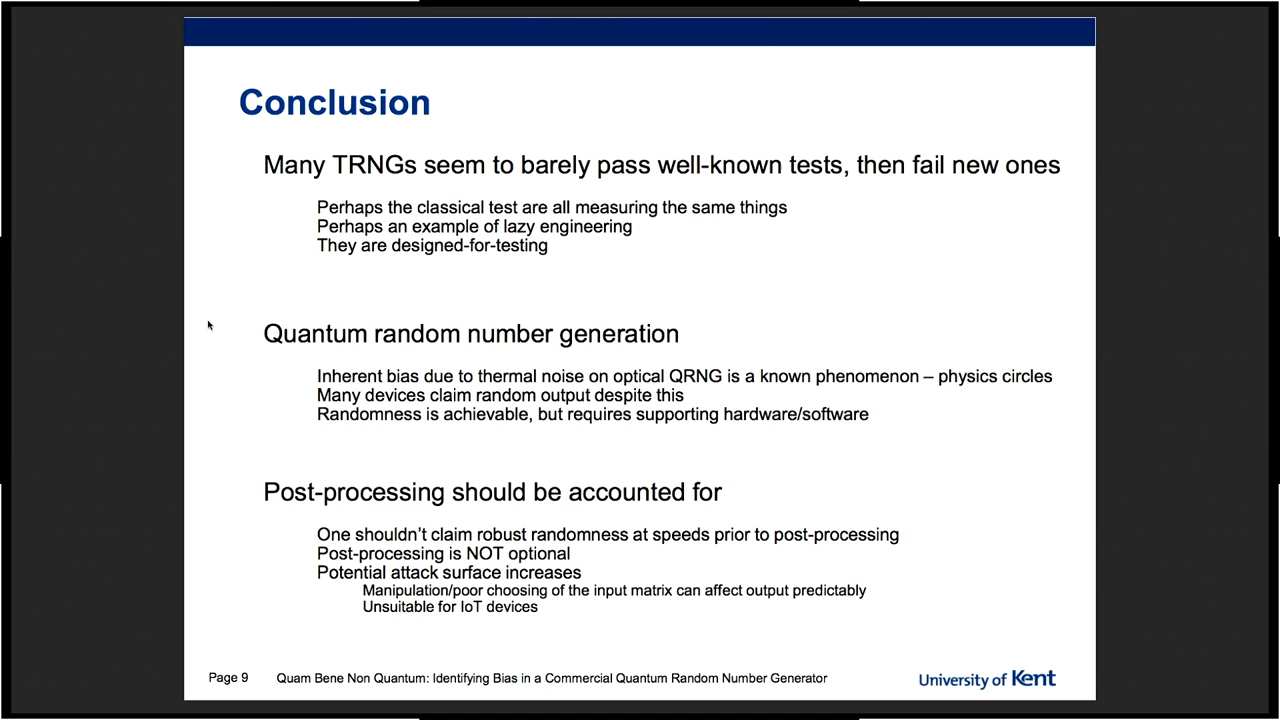 Conclusion
Many TRNGs seem to barely pass well-known tests, then fail new ones
Perhaps the classical test are all measuring the same things
Perhaps an example of lazy engineering
They are designed-for-testing
Quantum random number generation
Inherent bias due to thermal noise on optical QRNG is a known phenomenon – physics circles
Many devices claim random output despite this
Randomness is achievable, but requires supporting hardware/software
Post-processing should be accounted for
One shouldn't claim robust randomness at speeds prior to post-processing
Post-processing is NOT optional
Potential attack surface increases
Manipulation/poor choosing of the input matrix can affect output predictably
Unsuitable for IoT devices
Page 9 Quam Bene Non Quantum: Identifying Bias in a Commercial Quantum Random Number Generator University of Kent